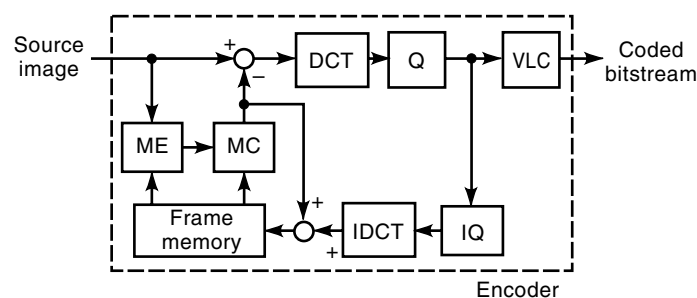 Source
image
+
−
DCT
Q
VLC
Coded
bitstream
ME
MC
+
Frame
memory
+
IDCT
IQ
Encoder